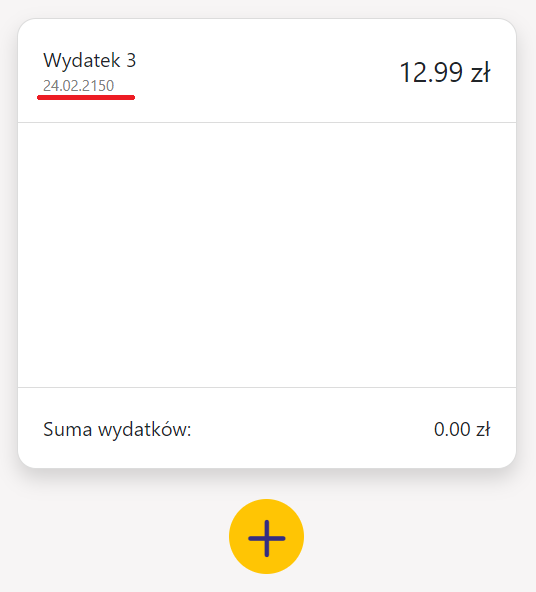 Wydatek 3
12.99 zł
24.02.2150
Suma wydatków: 0.00 zł